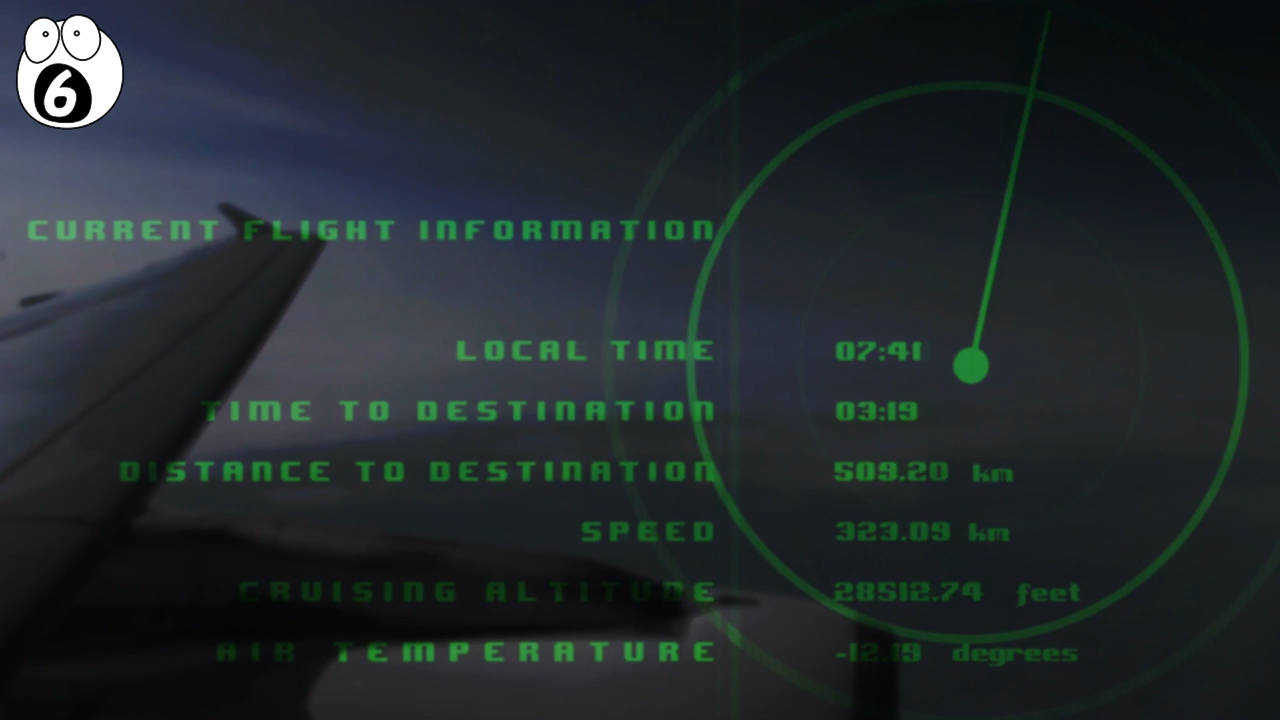 6
CURRENT FLIGHT INFORMATION
LOCAL TIME 07:41
TIME TO DESTINATION 03:19
DISTANCE TO DESTINATION 509.20 km
SPEED 323.09 km
CRUISING ALTITUDE 28512.74 feet
AIR TEMPERATURE -12.19 degrees